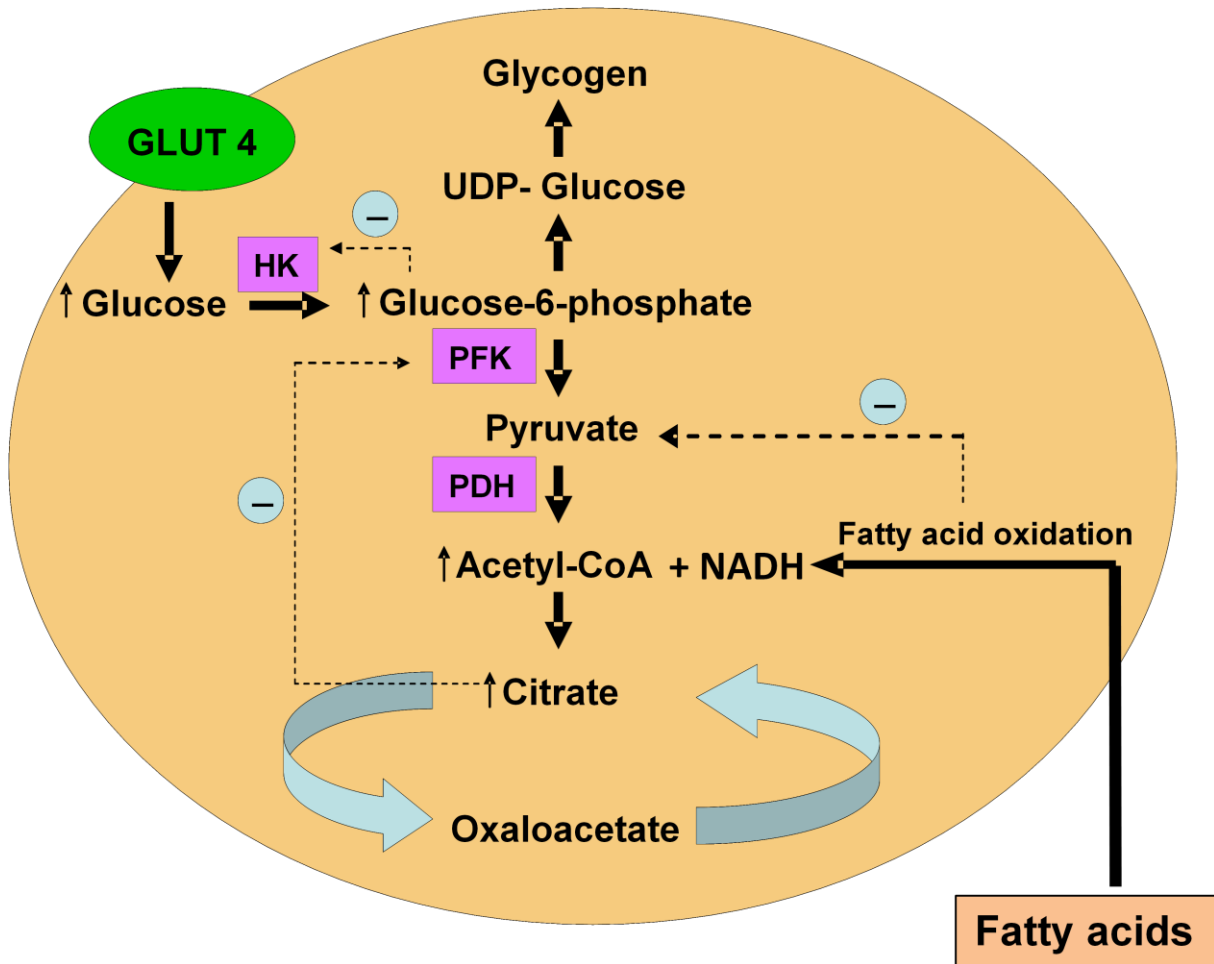 Glycogen
GLUT 4
UDP- Glucose
–
HK
↑ Glucose
↑ Glucose-6-phosphate
PFK
–
Pyruvate
PDH
–
Fatty acid oxidation
↑ Acetyl-CoA + NADH
↑ Citrate
Oxaloacetate
Fatty acids